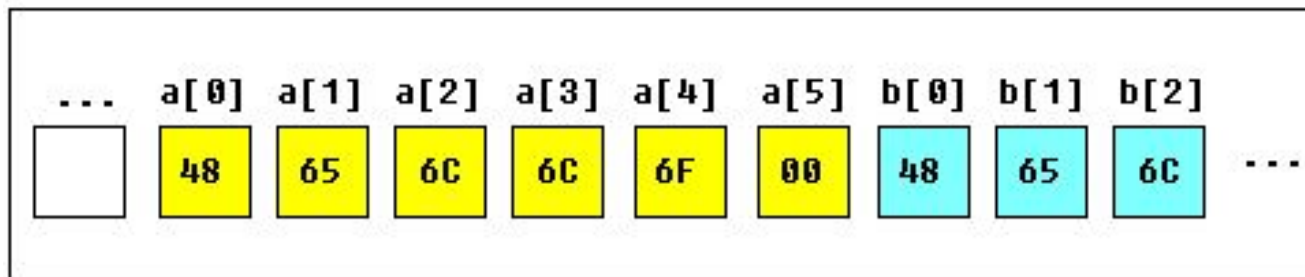 ... a[0] a[1] a[2] a[3] a[4] a[5] b[0] b[1] b[2]
48 65 6C 6C 6F 00 48 65 6C ...